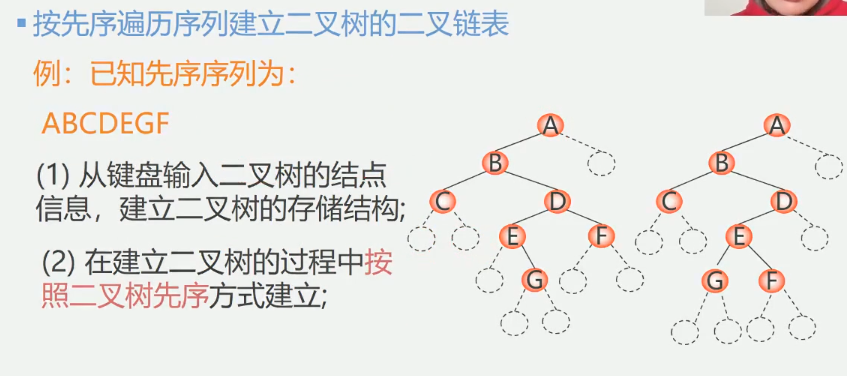 ▪按先序遍历序列建立二叉树的二叉链表
例：已知先序序列为：
ABCDEGF
(1) 从键盘输入二叉树的结点
信息，建立二叉树的存储结构;
(2) 在建立二叉树的过程中按
照二叉树先序方式建立;
A
B
C D
E F
G
A
B
C D
E
G F